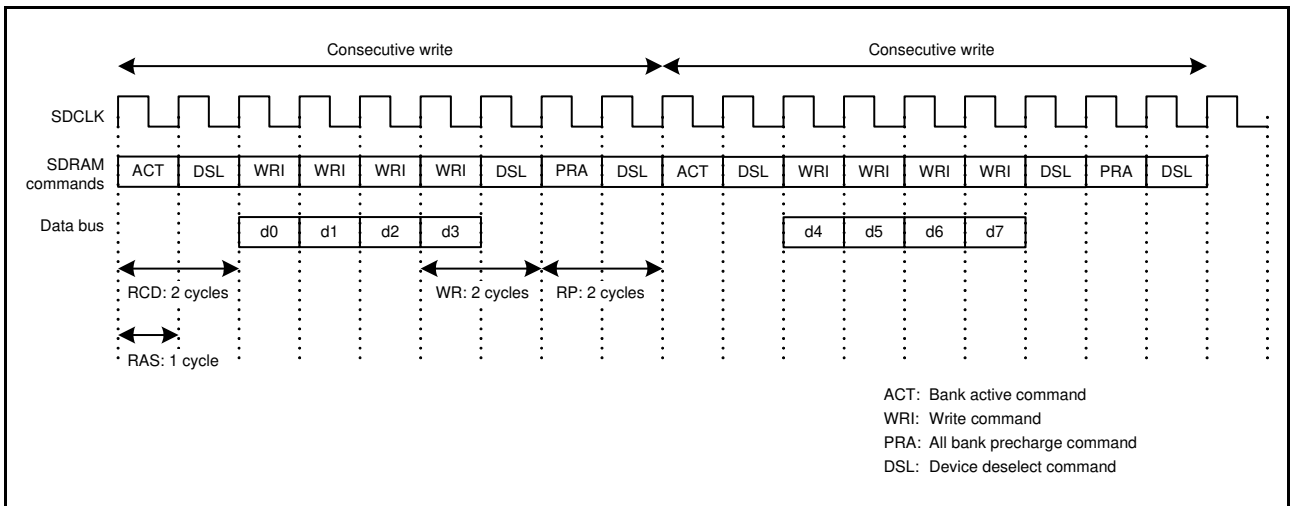 Consecutive write Consecutive write
SDCLK
SDRAM commands ACT DSL WRI WRI WRI WRI DSL PRA DSL ACT DSL WRI WRI WRI WRI DSL PRA DSL
Data bus d0 d1 d2 d3 d4 d5 d6 d7
RCD: 2 cycles WR: 2 cycles RP: 2 cycles
RAS: 1 cycle
ACT: Bank active command
WRI: Write command
PRA: All bank precharge command
DSL: Device deselect command